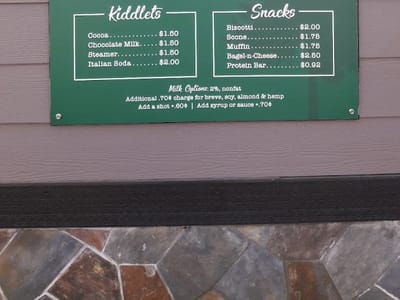 Kiddlets
Cocoa..............$1.50
Chocolate Milk.....$1.50
Steamer............$1.50
Italian Soda.......$2.00
Snacks
Biscotti...........$2.00
Scone..............$1.75
Muffin.............$1.75
Bagel-n-Cheese.....$2.50
Protein Bar........$0.92
Milk Options: 2%, nonfat
Additional .70¢ charge for breve, soy, almond & hemp
Add a shot +.60¢ | Add syrup or sauce +.70¢